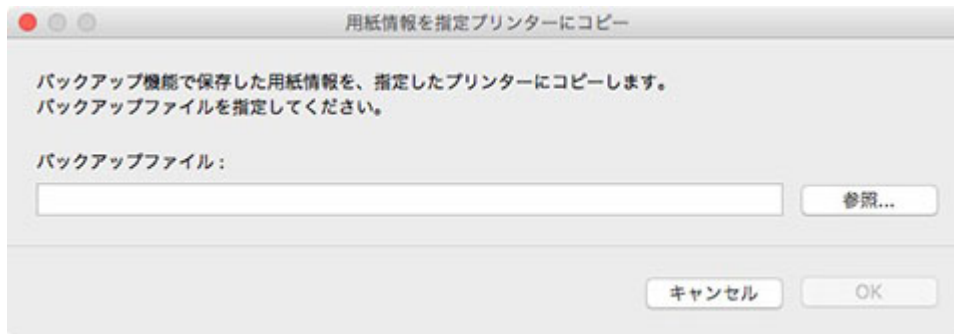 用紙情報を指定プリンターにコピー
バックアップ機能で保存した用紙情報を、指定したプリンターにコピーします。
バックアップファイルを指定してください。
バックアップファイル：
参照...
キャンセル
OK